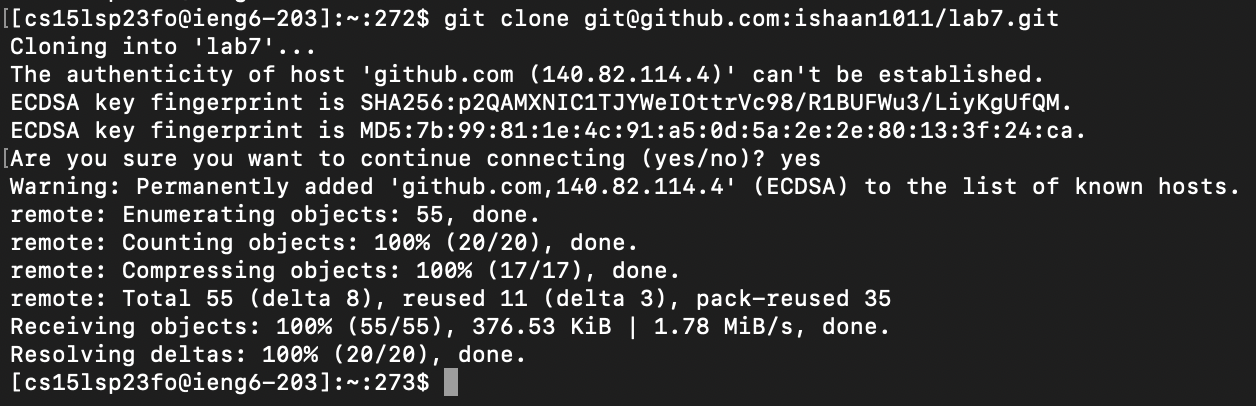 [[cs15lsp23fo@ieng6-203]:~:272$ git clone git@github.com:ishaan1011/lab7.git
Cloning into 'lab7'...
The authenticity of host 'github.com (140.82.114.4)' can't be established.
ECDSA key fingerprint is SHA256:p2QAMXNIC1TJYWeIOttrVc98/R1BUFWu3/LiyKgUfQM.
ECDSA key fingerprint is MD5:7b:99:81:1e:4c:91:a5:0d:5a:2e:2e:80:13:3f:24:ca.
[Are you sure you want to continue connecting (yes/no)? yes
Warning: Permanently added 'github.com,140.82.114.4' (ECDSA) to the list of known hosts.
remote: Enumerating objects: 55, done.
remote: Counting objects: 100% (20/20), done.
remote: Compressing objects: 100% (17/17), done.
remote: Total 55 (delta 8), reused 11 (delta 3), pack-reused 35
Receiving objects: 100% (55/55), 376.53 KiB | 1.78 MiB/s, done.
Resolving deltas: 100% (20/20), done.
[cs15lsp23fo@ieng6-203]:~:273$